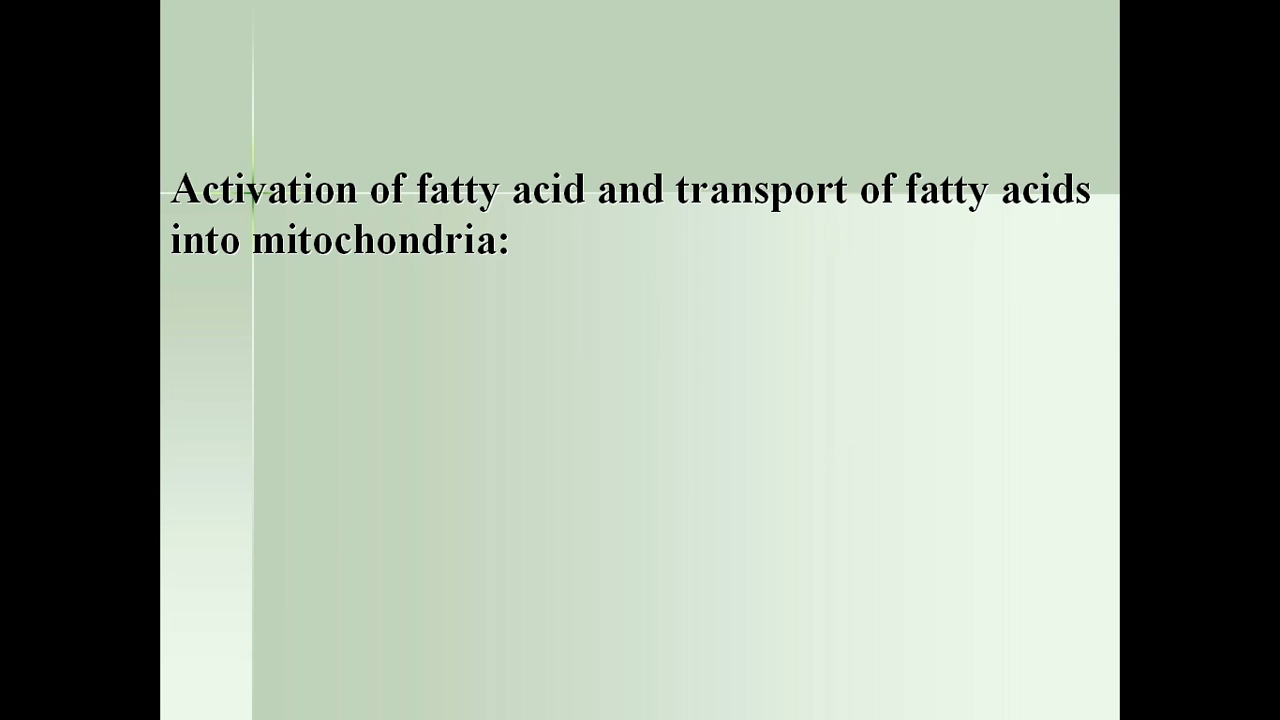 Activation of fatty acid and transport of fatty acids
into mitochondria: